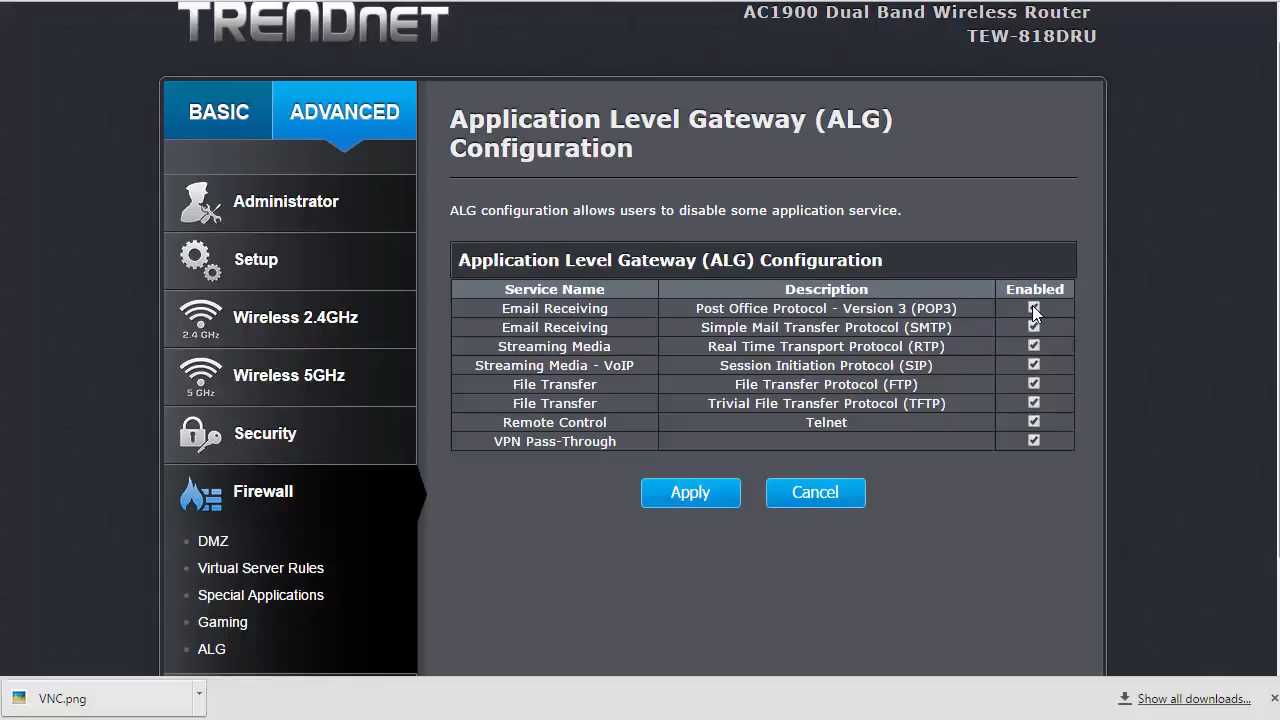 TRENDNET
AC1900 Dual Band Wireless Router
TEW-818DRU
BASIC
ADVANCED
Administrator
Setup
2.4 GHz
Wireless 2.4GHz
5 GHz
Wireless 5GHz
Security
Firewall
DMZ
Virtual Server Rules
Special Applications
Gaming
ALG
Application Level Gateway (ALG)
Configuration
ALG configuration allows users to disable some application service.
Application Level Gateway (ALG) Configuration
Service Name Description Enabled
Email Receiving Post Office Protocol - Version 3 (POP3)
Email Receiving Simple Mail Transfer Protocol (SMTP)
Streaming Media Real Time Transport Protocol (RTP)
Streaming Media - VoIP Session Initiation Protocol (SIP)
File Transfer File Transfer Protocol (FTP)
File Transfer Trivial File Transfer Protocol (TFTP)
Remote Control Telnet
VPN Pass-Through
Apply Cancel
VNC.png
Show all downloads...